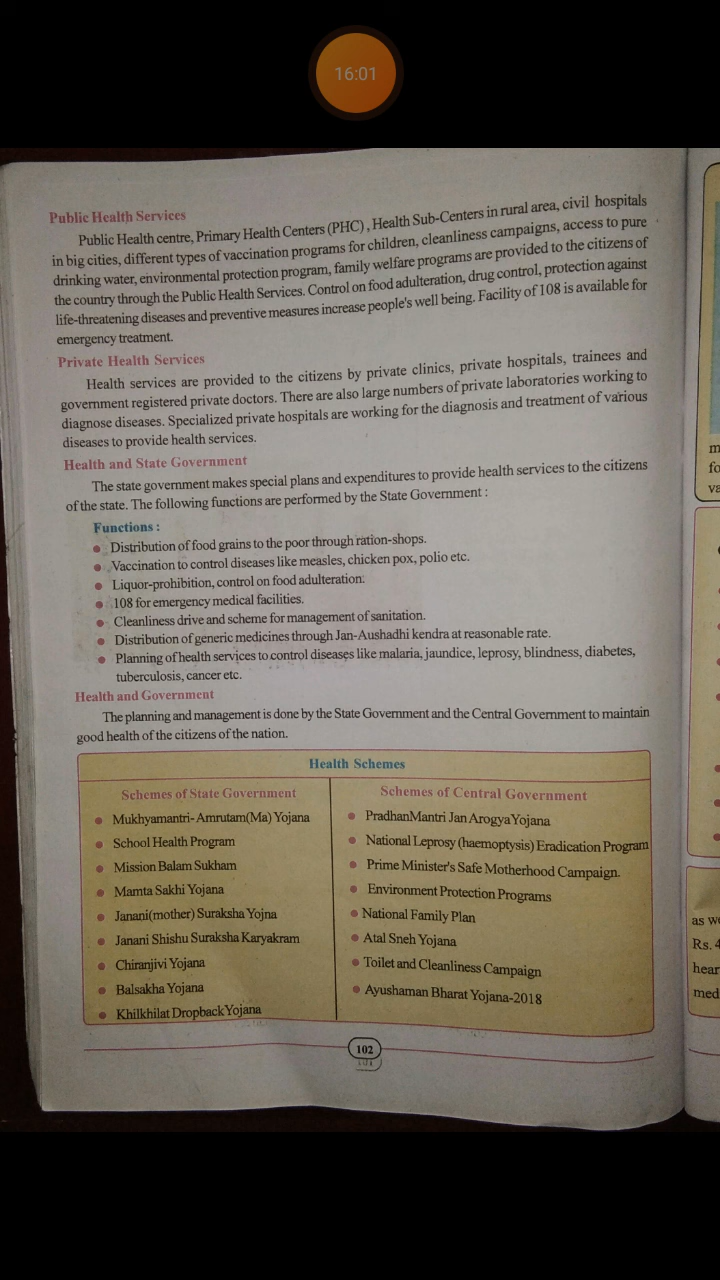 16:01
Public Health Services
Public Health centre, Primary Health Centers (PHC) , Health Sub-Centers in rural area, civil hospitals
in big cities, different types of vaccination programs for children, cleanliness campaigns, access to pure
drinking water, environmental protection program, family welfare programs are provided to the citizens of
the country through the Public Health Services. Control on food adulteration, drug control, protection against
life-threatening diseases and preventive measures increase people's well being. Facility of 108 is available for
emergency treatment.
Private Health Services
Health services are provided to the citizens by private clinics, private hospitals, trainees and
government registered private doctors. There are also large numbers of private laboratories working to
diagnose diseases. Specialized private hospitals are working for the diagnosis and treatment of various
diseases to provide health services.
Health and State Government
The state government makes special plans and expenditures to provide health services to the citizens
of the state. The following functions are performed by the State Government :
Functions :
● Distribution of food grains to the poor through ration-shops.
● Vaccination to control diseases like measles, chicken pox, polio etc.
● Liquor-prohibition, control on food adulteration.
● 108 for emergency medical facilities.
● Cleanliness drive and scheme for management of sanitation.
● Distribution of generic medicines through Jan-Aushadhi kendra at reasonable rate.
● Planning of health services to control diseases like malaria, jaundice, leprosy, blindness, diabetes,
tuberculosis, cancer etc.
Health and Government
The planning and management is done by the State Government and the Central Government to maintain
good health of the citizens of the nation.
Health Schemes
Schemes of State Government
● Mukhyamantri- Amrutam(Ma) Yojana
● School Health Program
● Mission Balam Sukham
● Mamta Sakhi Yojana
● Janani(mother) Suraksha Yojna
● Janani Shishu Suraksha Karyakram
● Chiranjivi Yojana
● Balsakha Yojana
● Khilkhilat Dropback Yojana
Schemes of Central Government
● PradhanMantri Jan Arogya Yojana
● National Leprosy (haemoptysis) Eradication Program
● Prime Minister's Safe Motherhood Campaign.
● Environment Protection Programs
● National Family Plan
● Atal Sneh Yojana
● Toilet and Cleanliness Campaign
● Ayushaman Bharat Yojana-2018
102
m
fo
va
as we
Rs. 4
hear
med